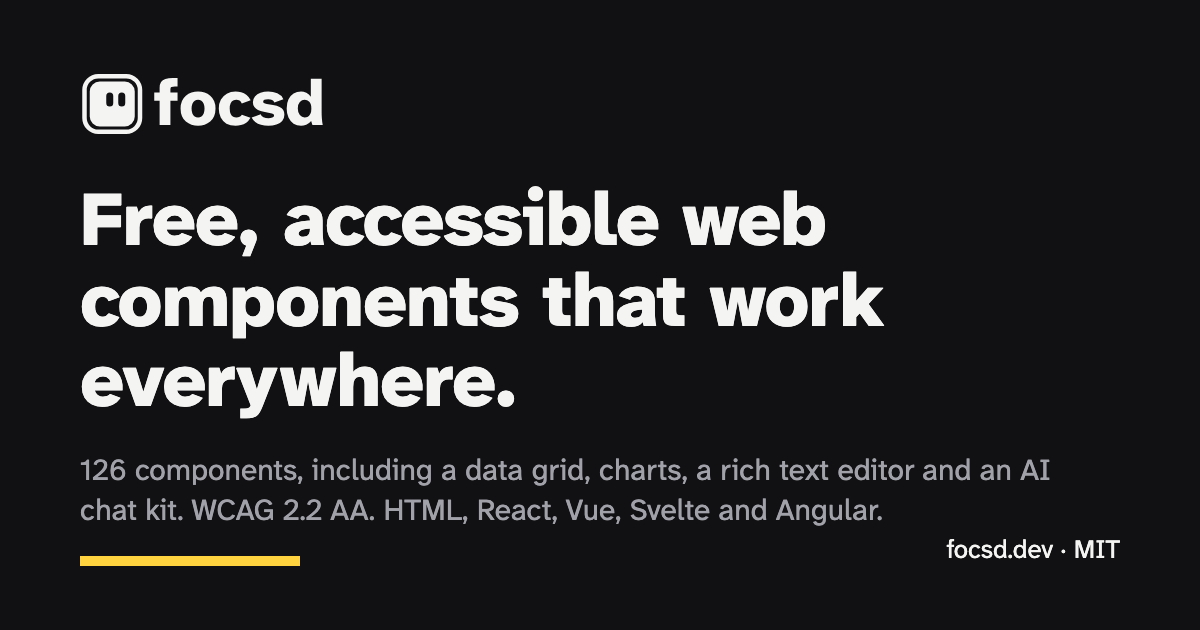 focsd
Free, accessible web
components that work
everywhere.
126 components, including a data grid, charts, a rich text editor and an AI
chat kit. WCAG 2.2 AA. HTML, React, Vue, Svelte and Angular.
focsd.dev · MIT